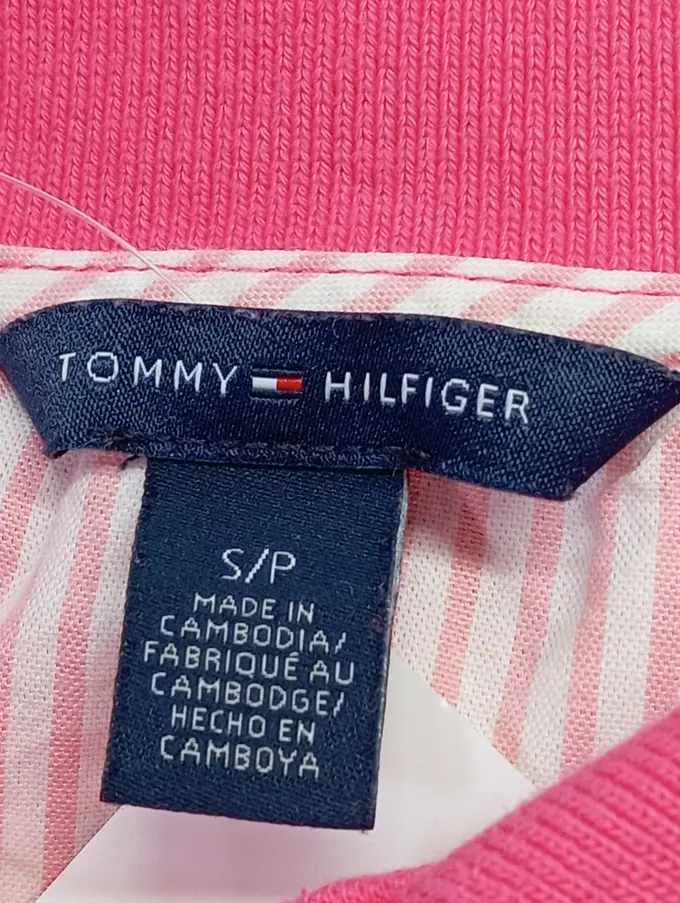 TOMMY HILFIGER
S/P
MADE IN
CAMBODIA/
FABRIQUÉ AU
CAMBODGE/
HECHO EN
CAMBOYA